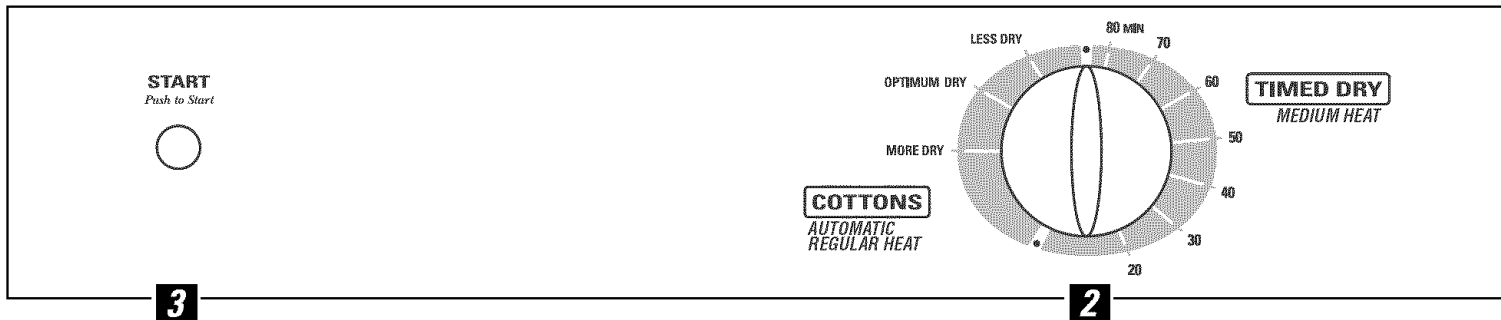 START
Push to Start
LESS DRY
OPTIMUM DRY
MORE DRY
COTTONS
AUTOMATIC
REGULAR HEAT
80 MIN
70
60
50
40
30
20
TIMED DRY
MEDIUM HEAT
3
2